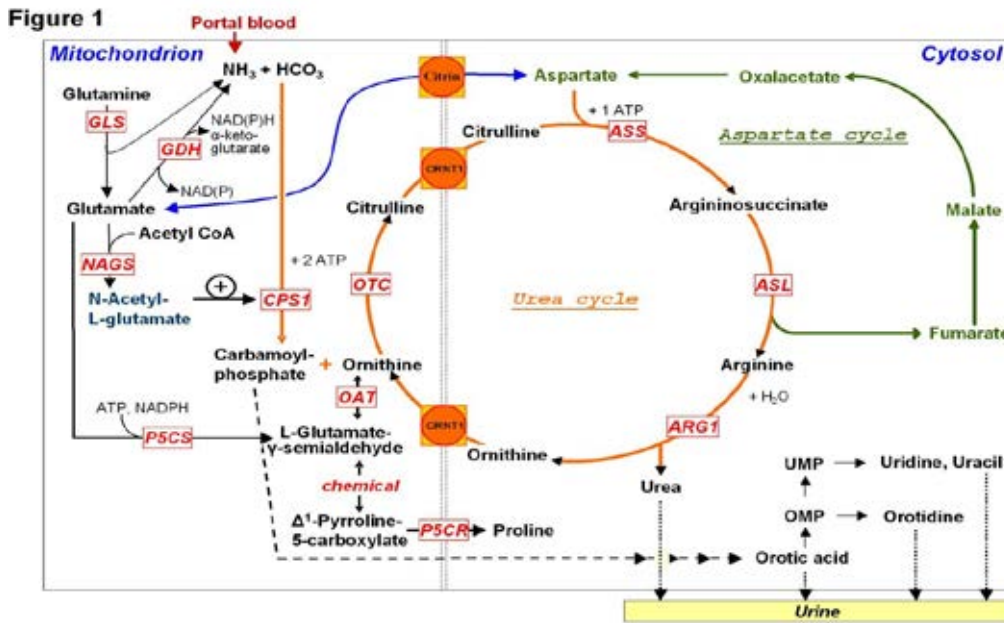 Figure 1
Portal blood
Mitochondrion
Cytosol
NH3 + HCO3
Citrin
Aspartate
Oxalacetate
Glutamine
GLS
NAD(P)H
α-keto-
glutarate
GDH
NAD(P)
+ 1 ATP
ASS
Citrulline
Aspartate cycle
ORNT1
Glutamate
Citrulline
Argininosuccinate
Malate
Acetyl CoA
NAGS
+ 2 ATP
OTC
ASL
N-Acetyl-
L-glutamate
+
CPS1
Urea cycle
Fumarate
Carbamoyl-
phosphate
+
Ornithine
Arginine
+ H2O
OAT
ATP, NADPH
P5CS
L-Glutamate-
γ-semialdehyde
ORNT1
Ornithine
ARG1
UMP
Uridine, Uracil
chemical
Urea
Δ1-Pyrroline-
5-carboxylate
P5CR
Proline
OMP
Orotidine
Orotic acid
Urine